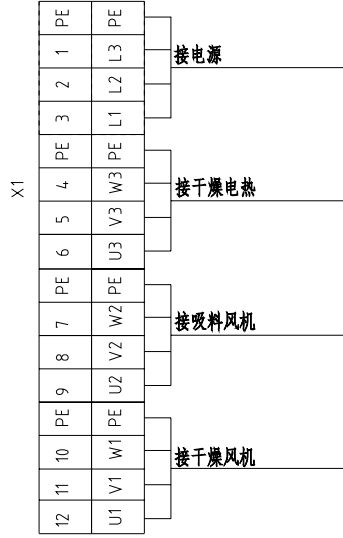 X1
PE PE
1 L3
2 L2
3 L1
接电源
PE PE
4 W3
5 V3
6 U3
接干燥电热
PE PE
7 W2
8 V2
9 U2
接吸料风机
PE PE
10 W1
11 V1
12 U1
接干燥风机